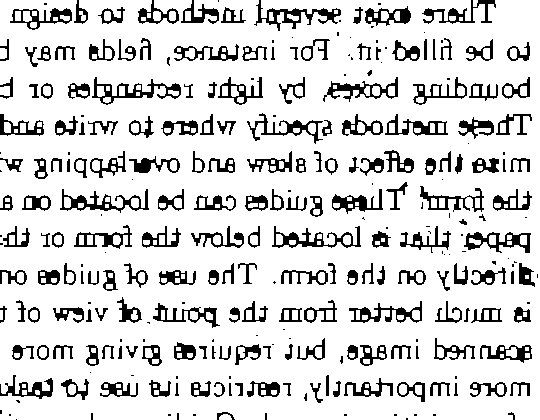 There exist several methods to design
to be filled in. For instance, fields may b
bounding boxes, by light rectangles or b
These methods specify where to write and
mize the effect of skew and overlapping wi
the form. These guides can be located on a
paper that is located below the form or th
directly on the form. The use of guides on
is much better from the point of view of t
scanned image, but requires giving more
more importantly, restricts its use to tasks